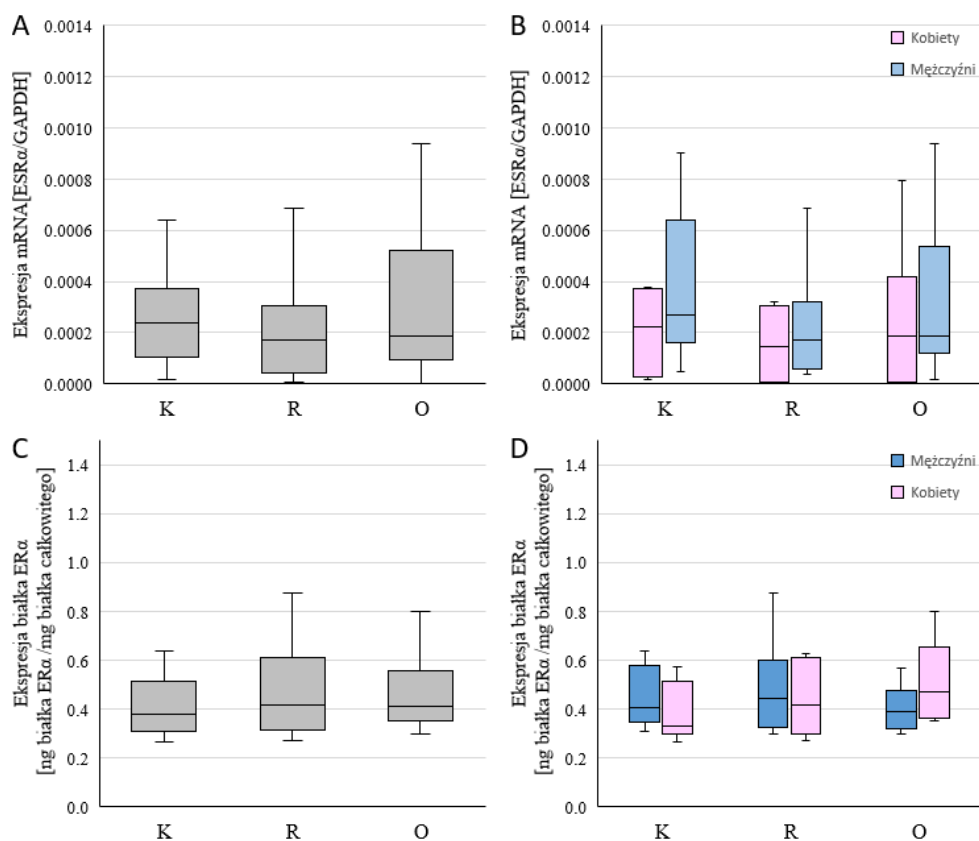 A
Ekspresja mRNA[ESRα/GAPDH]
0.0014
0.0012
0.0010
0.0008
0.0006
0.0004
0.0002
0.0000
K R O
B
Ekspresja mRNA [ESRα/GAPDH]
0.0014
0.0012
0.0010
0.0008
0.0006
0.0004
0.0002
0.0000
Kobiety
Mężczyźni
K R O
C
Ekspresja białka ERα
[ng białka ERα /mg białka całkowitego]
1.4
1.2
1.0
0.8
0.6
0.4
0.2
0.0
K R O
D
Ekspresja białka ERα
[ng białka ERα /mg białka całkowitego]
1.4
1.2
1.0
0.8
0.6
0.4
0.2
0.0
Mężczyźni
Kobiety
K R O